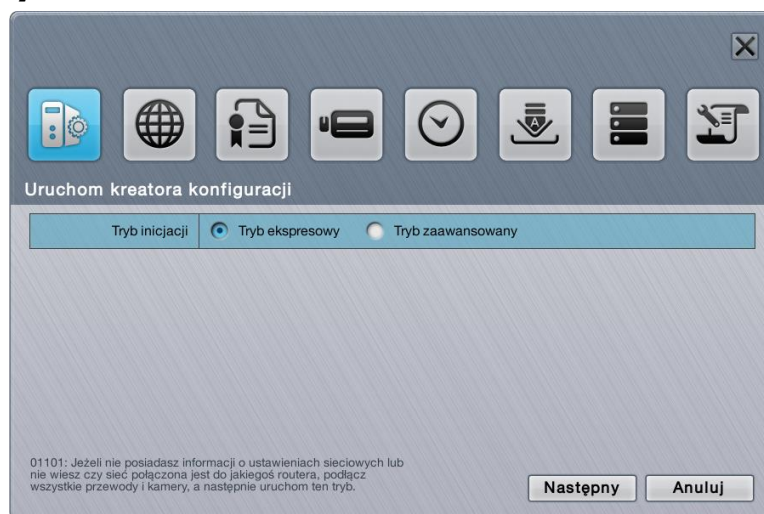 Uruchom kreatora konfiguracji
Tryb inicjacji Tryb ekspresowy Tryb zaawansowany
01101: Jeżeli nie posiadasz informacji o ustawieniach sieciowych lub
nie wiesz czy sieć połączona jest do jakiegoś routera, podłącz
wszystkie przewody i kamery, a następnie uruchom ten tryb.
Następny Anuluj